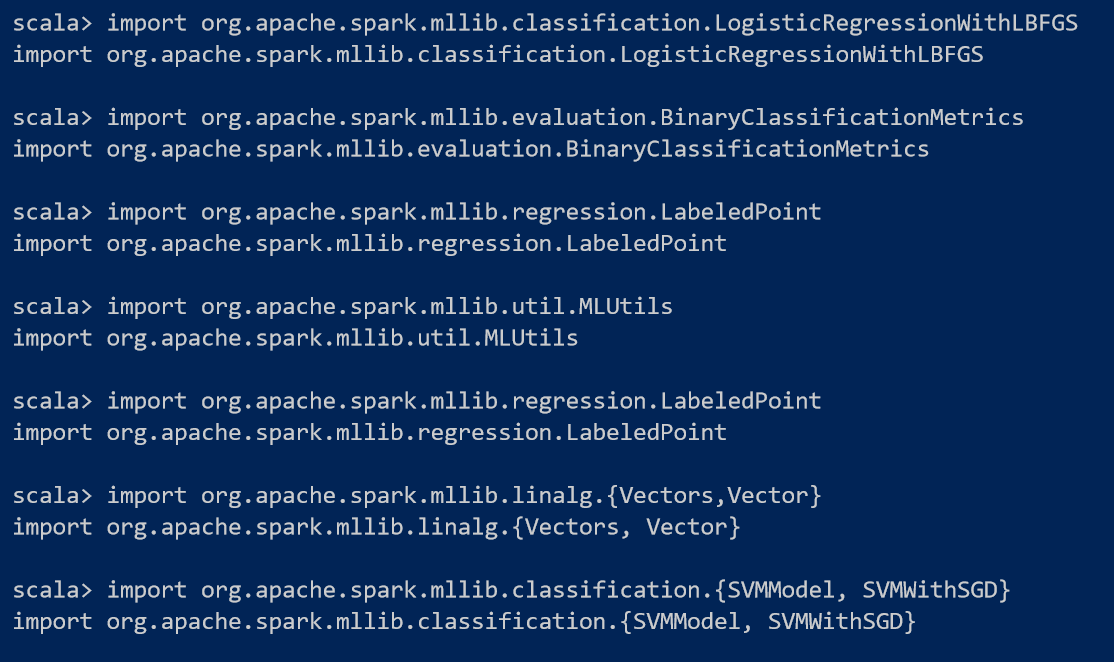 scala> import org.apache.spark.mllib.classification.LogisticRegressionWithLBFGS
import org.apache.spark.mllib.classification.LogisticRegressionWithLBFGS
scala> import org.apache.spark.mllib.evaluation.BinaryClassificationMetrics
import org.apache.spark.mllib.evaluation.BinaryClassificationMetrics
scala> import org.apache.spark.mllib.regression.LabeledPoint
import org.apache.spark.mllib.regression.LabeledPoint
scala> import org.apache.spark.mllib.util.MLUtils
import org.apache.spark.mllib.util.MLUtils
scala> import org.apache.spark.mllib.regression.LabeledPoint
import org.apache.spark.mllib.regression.LabeledPoint
scala> import org.apache.spark.mllib.linalg.{Vectors,Vector}
import org.apache.spark.mllib.linalg.{Vectors, Vector}
scala> import org.apache.spark.mllib.classification.{SVMModel, SVMWithSGD}
import org.apache.spark.mllib.classification.{SVMModel, SVMWithSGD}